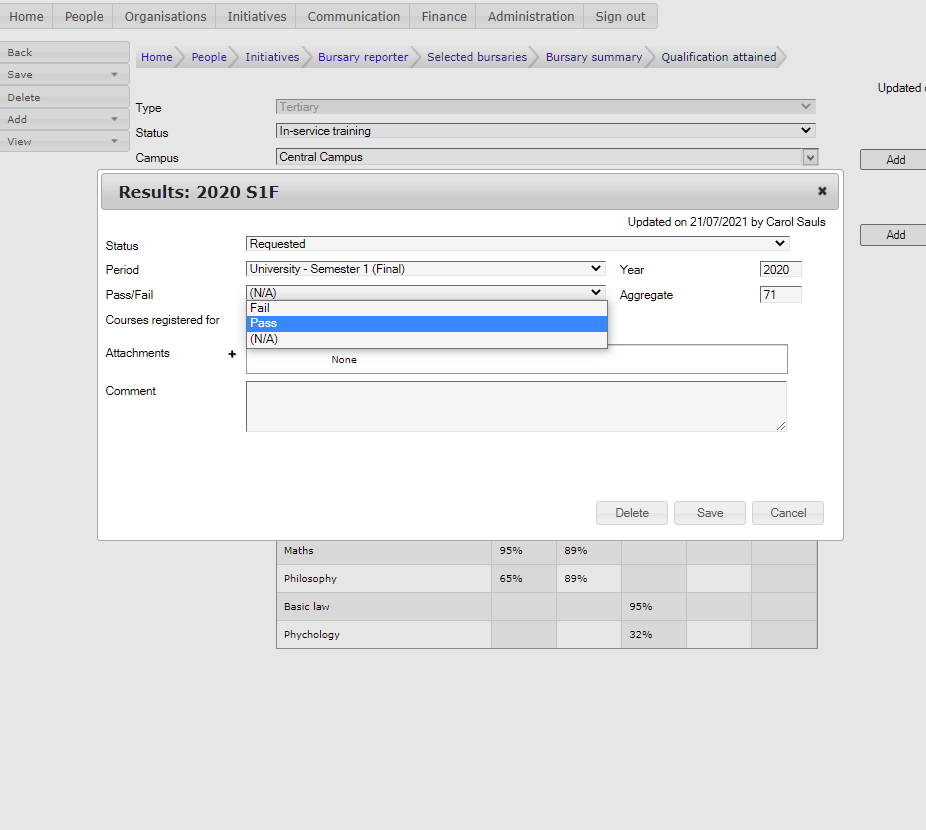 Home People Organisations Initiatives Communication Finance Administration Sign out
Back
Save
Delete
Add
View
Home People Initiatives Bursary reporter Selected bursaries Bursary summary Qualification attained
Updated
Type Tertiary
Status In-service training
Campus Central Campus
Add
Add
Results: 2020 S1F
Updated on 21/07/2021 by Carol Sauls
Status Requested
Period University - Semester 1 (Final) Year 2020
Pass/Fail (N/A) Aggregate 71
Fail
Pass
(N/A)
Courses registered for
Attachments + None
Comment
Delete Save Cancel
Maths 95% 89%
Philosophy 65% 89%
Basic law 95%
Phychology 32%